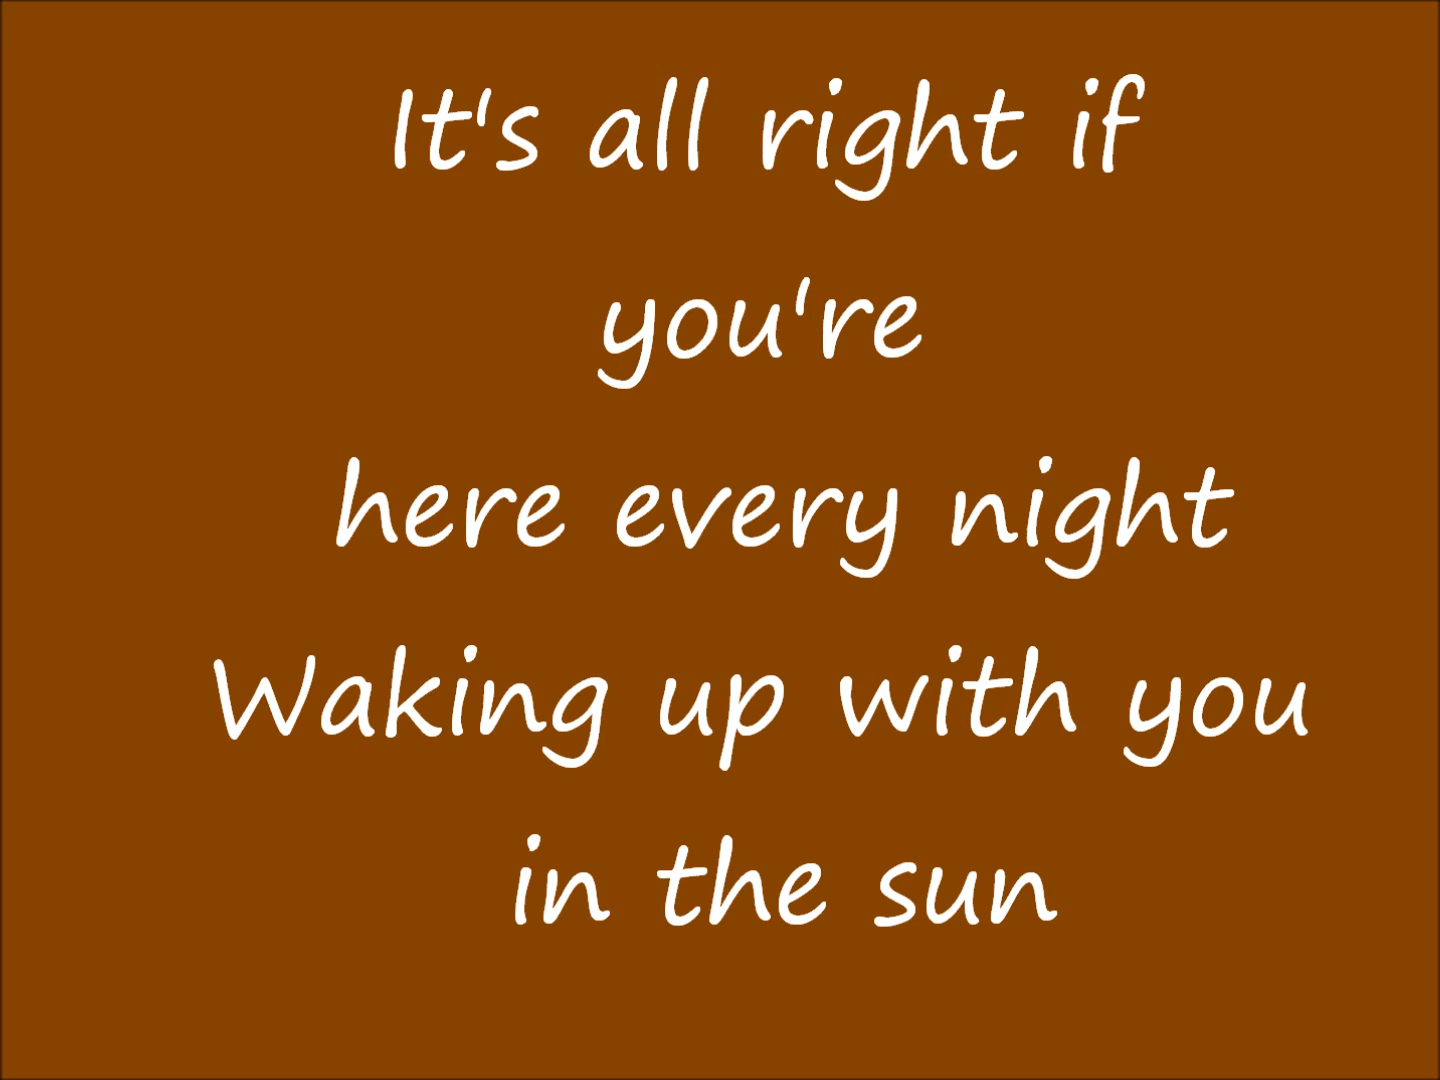 It's all right if
you're
here every night
Waking up with you
in the sun